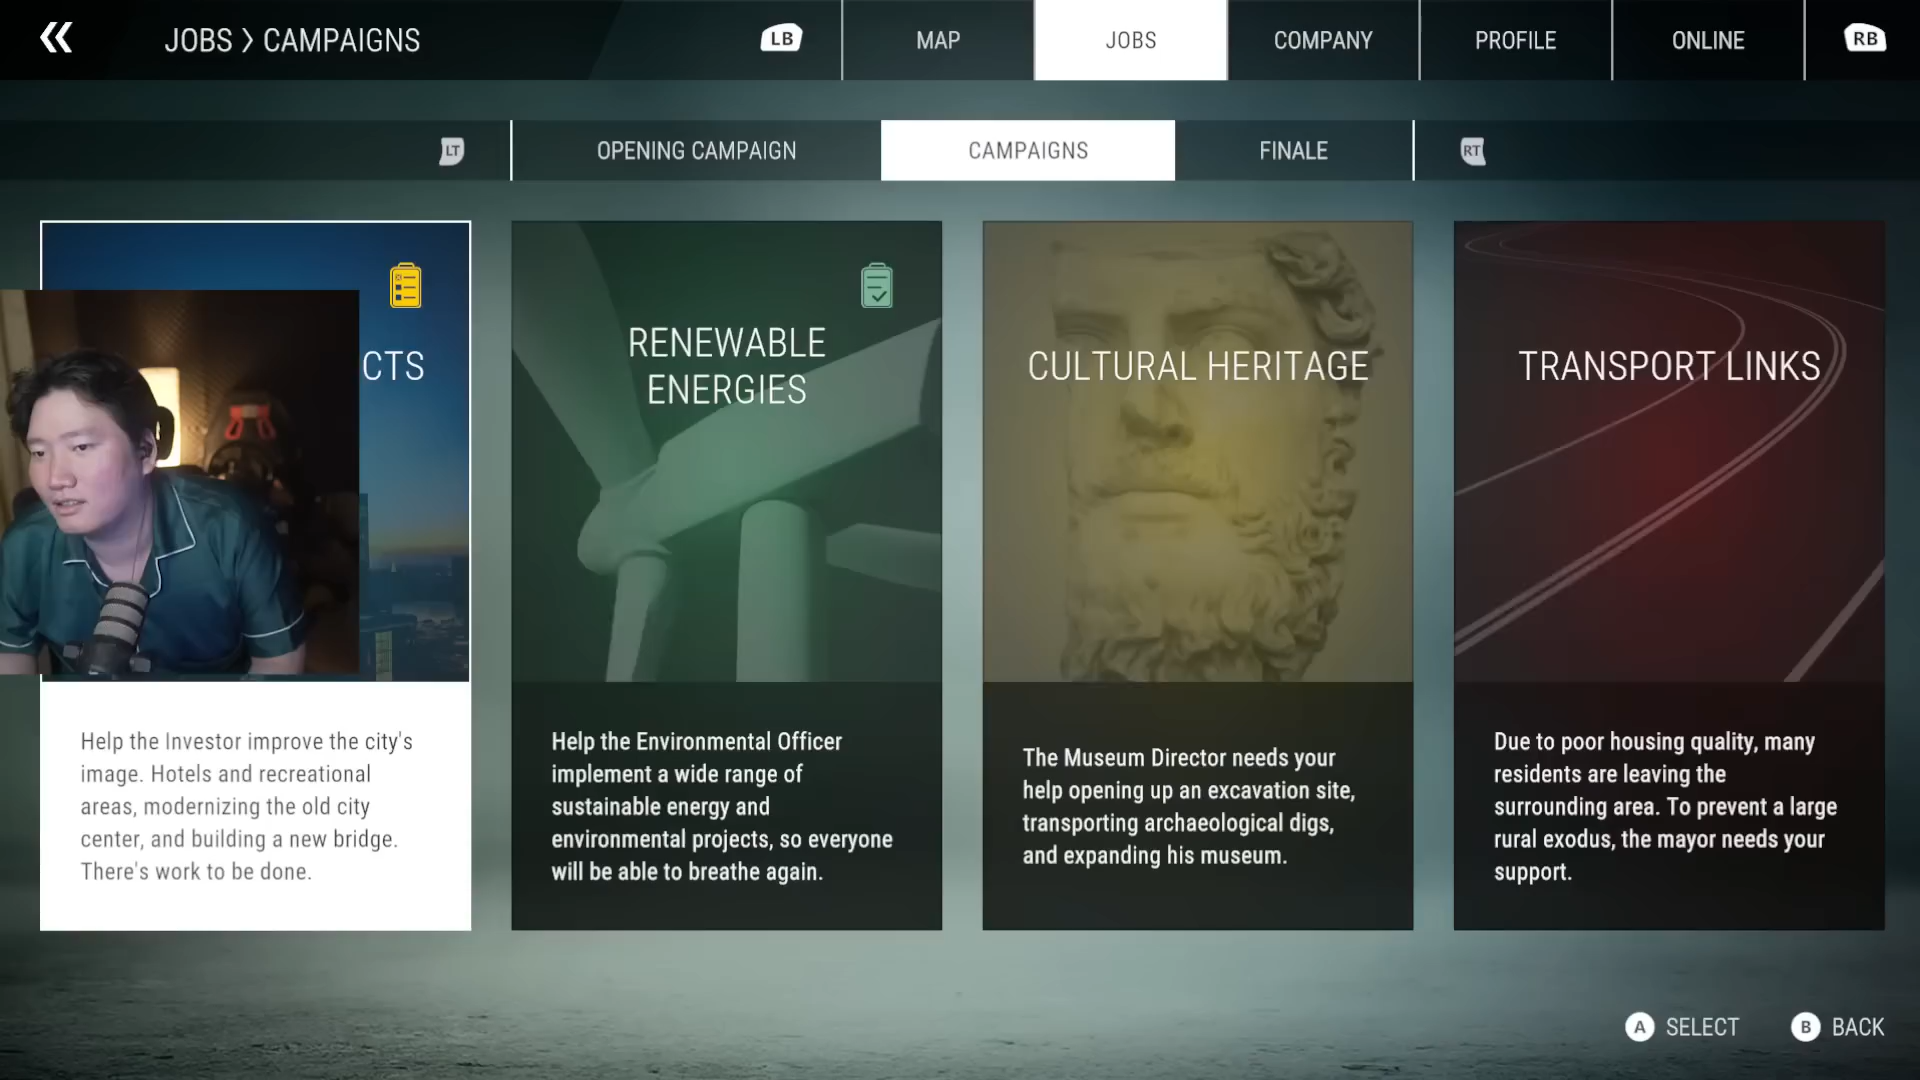 JOBS > CAMPAIGNS
LB
MAP
JOBS
COMPANY
PROFILE
ONLINE
RB
LT
OPENING CAMPAIGN
CAMPAIGNS
FINALE
RT
CTS
Help the Investor improve the city's
image. Hotels and recreational
areas, modernizing the old city
center, and building a new bridge.
There's work to be done.
RENEWABLE
ENERGIES
Help the Environmental Officer
implement a wide range of
sustainable energy and
environmental projects, so everyone
will be able to breathe again.
CULTURAL HERITAGE
The Museum Director needs your
help opening up an excavation site,
transporting archaeological digs,
and expanding his museum.
TRANSPORT LINKS
Due to poor housing quality, many
residents are leaving the
surrounding area. To prevent a large
rural exodus, the mayor needs your
support.
A SELECT
B BACK